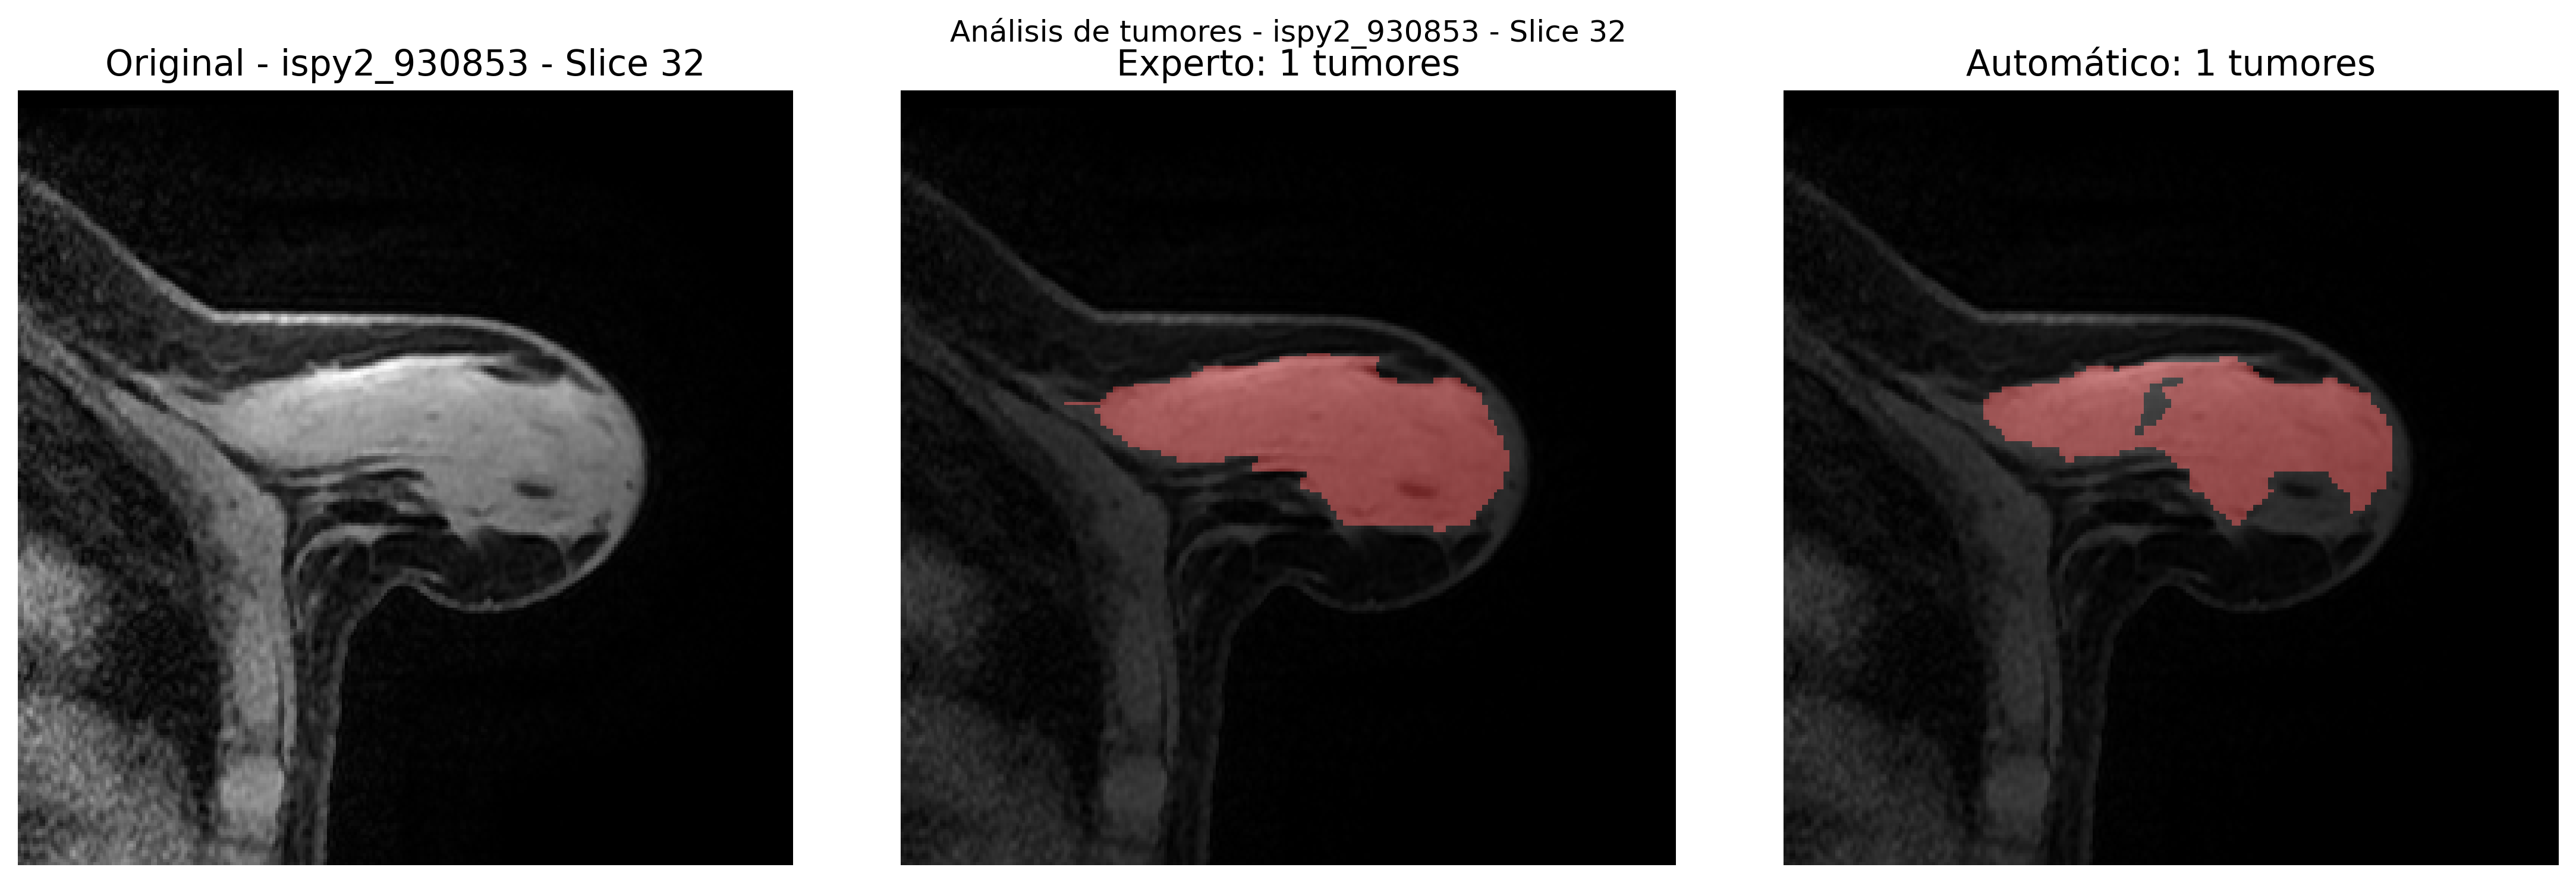 Análisis de tumores - ispy2_930853 - Slice 32
Original - ispy2_930853 - Slice 32
Experto: 1 tumores
Automático: 1 tumores